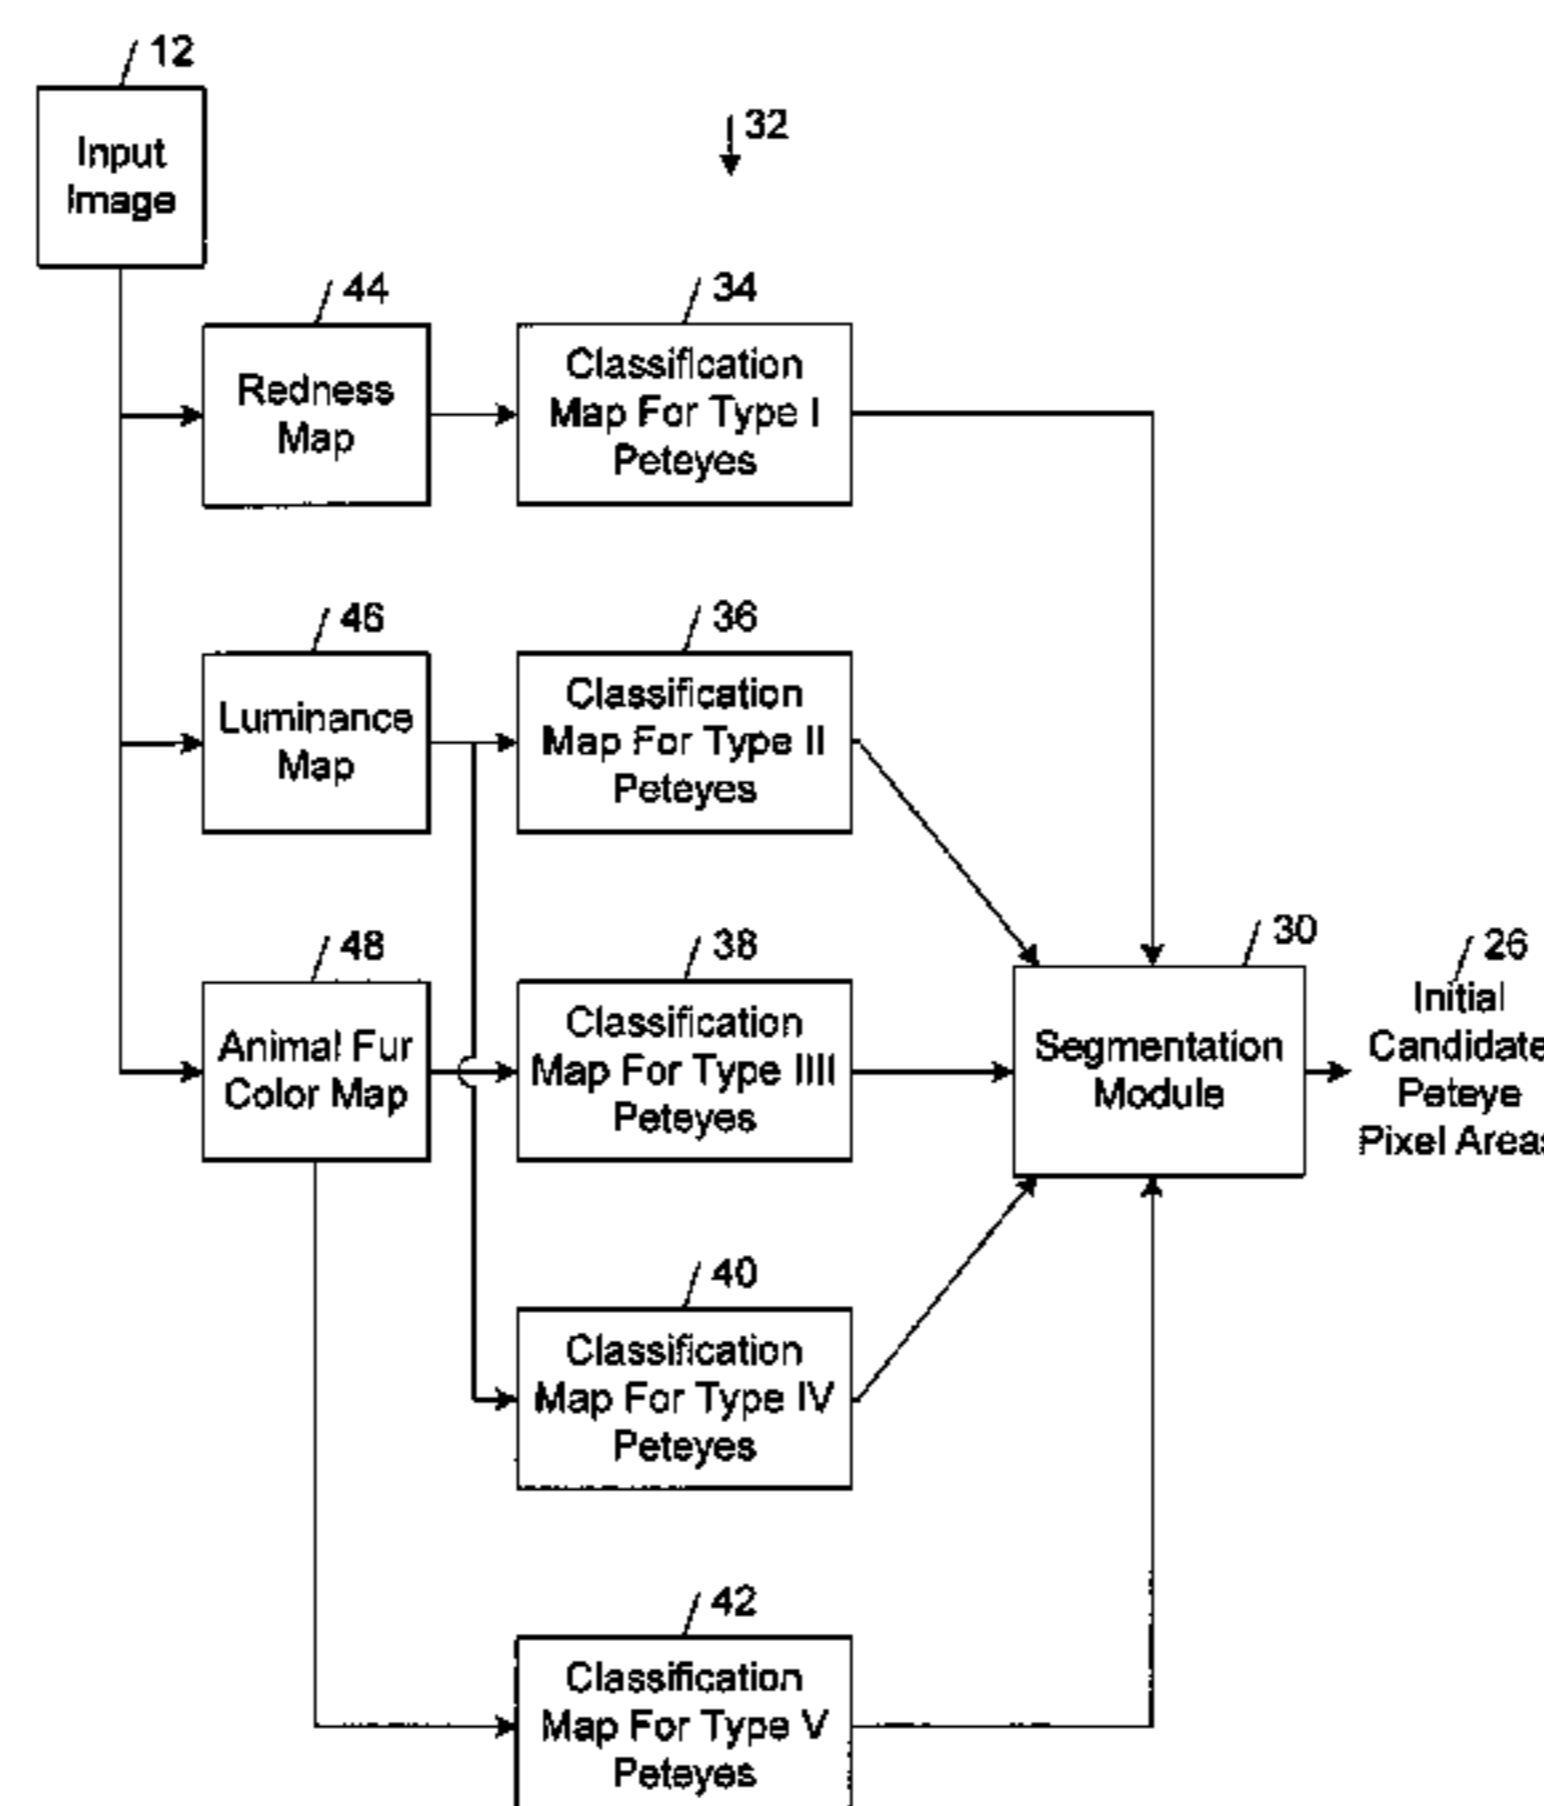 12
Input
Image
32
44
Redness
Map
34
Classification
Map For Type I
Peteyes
46
Luminance
Map
36
Classification
Map For Type II
Peteyes
48
Animal Fur
Color Map
38
Classification
Map For Type IIII
Peteyes
30
Segmentation
Module
26
Initial
Candidate
Peteye
Pixel Areas
40
Classification
Map For Type IV
Peteyes
42
Classification
Map For Type V
Peteyes